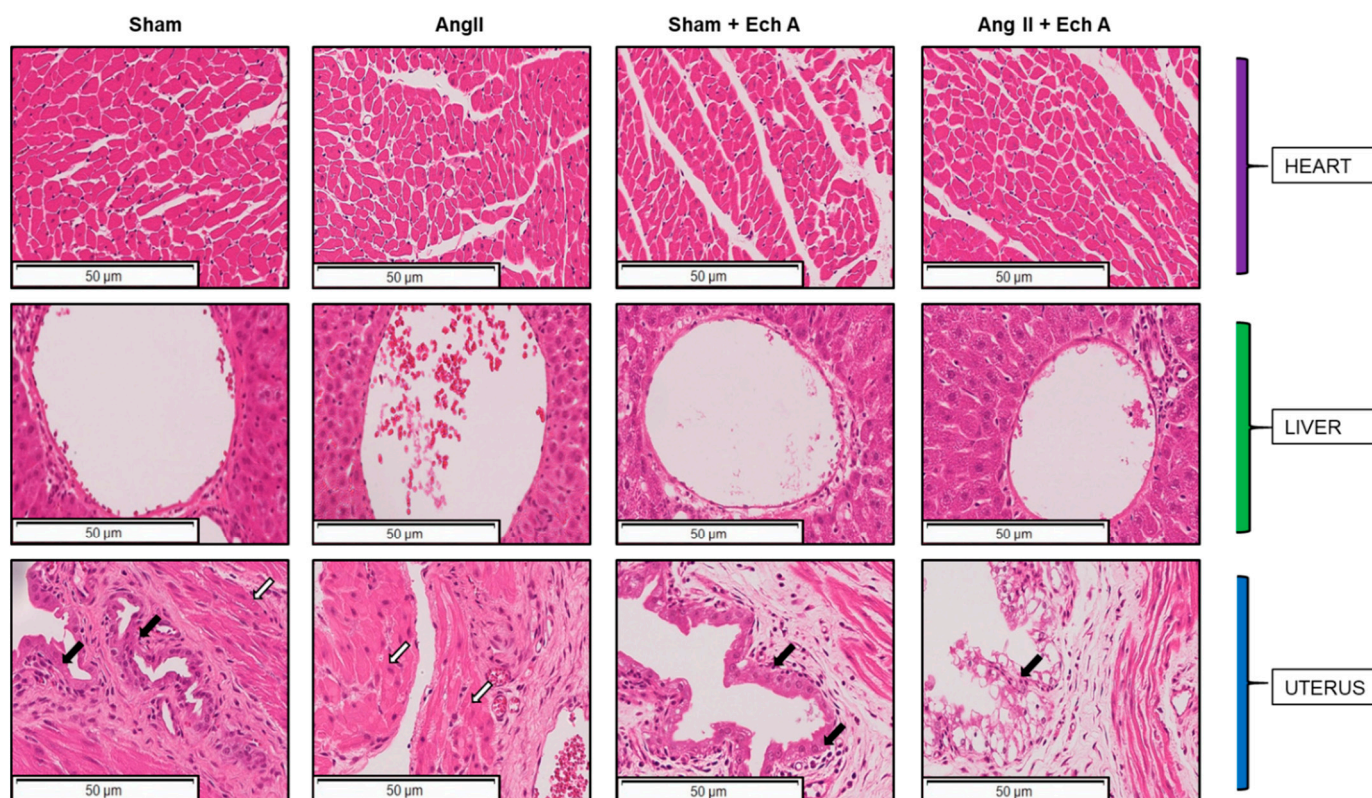 Sham
AngII
Sham + Ech A
Ang II + Ech A
50 µm
50 µm
50 µm
50 µm
HEART
50 µm
50 µm
50 µm
50 µm
LIVER
50 µm
50 µm
50 µm
50 µm
UTERUS